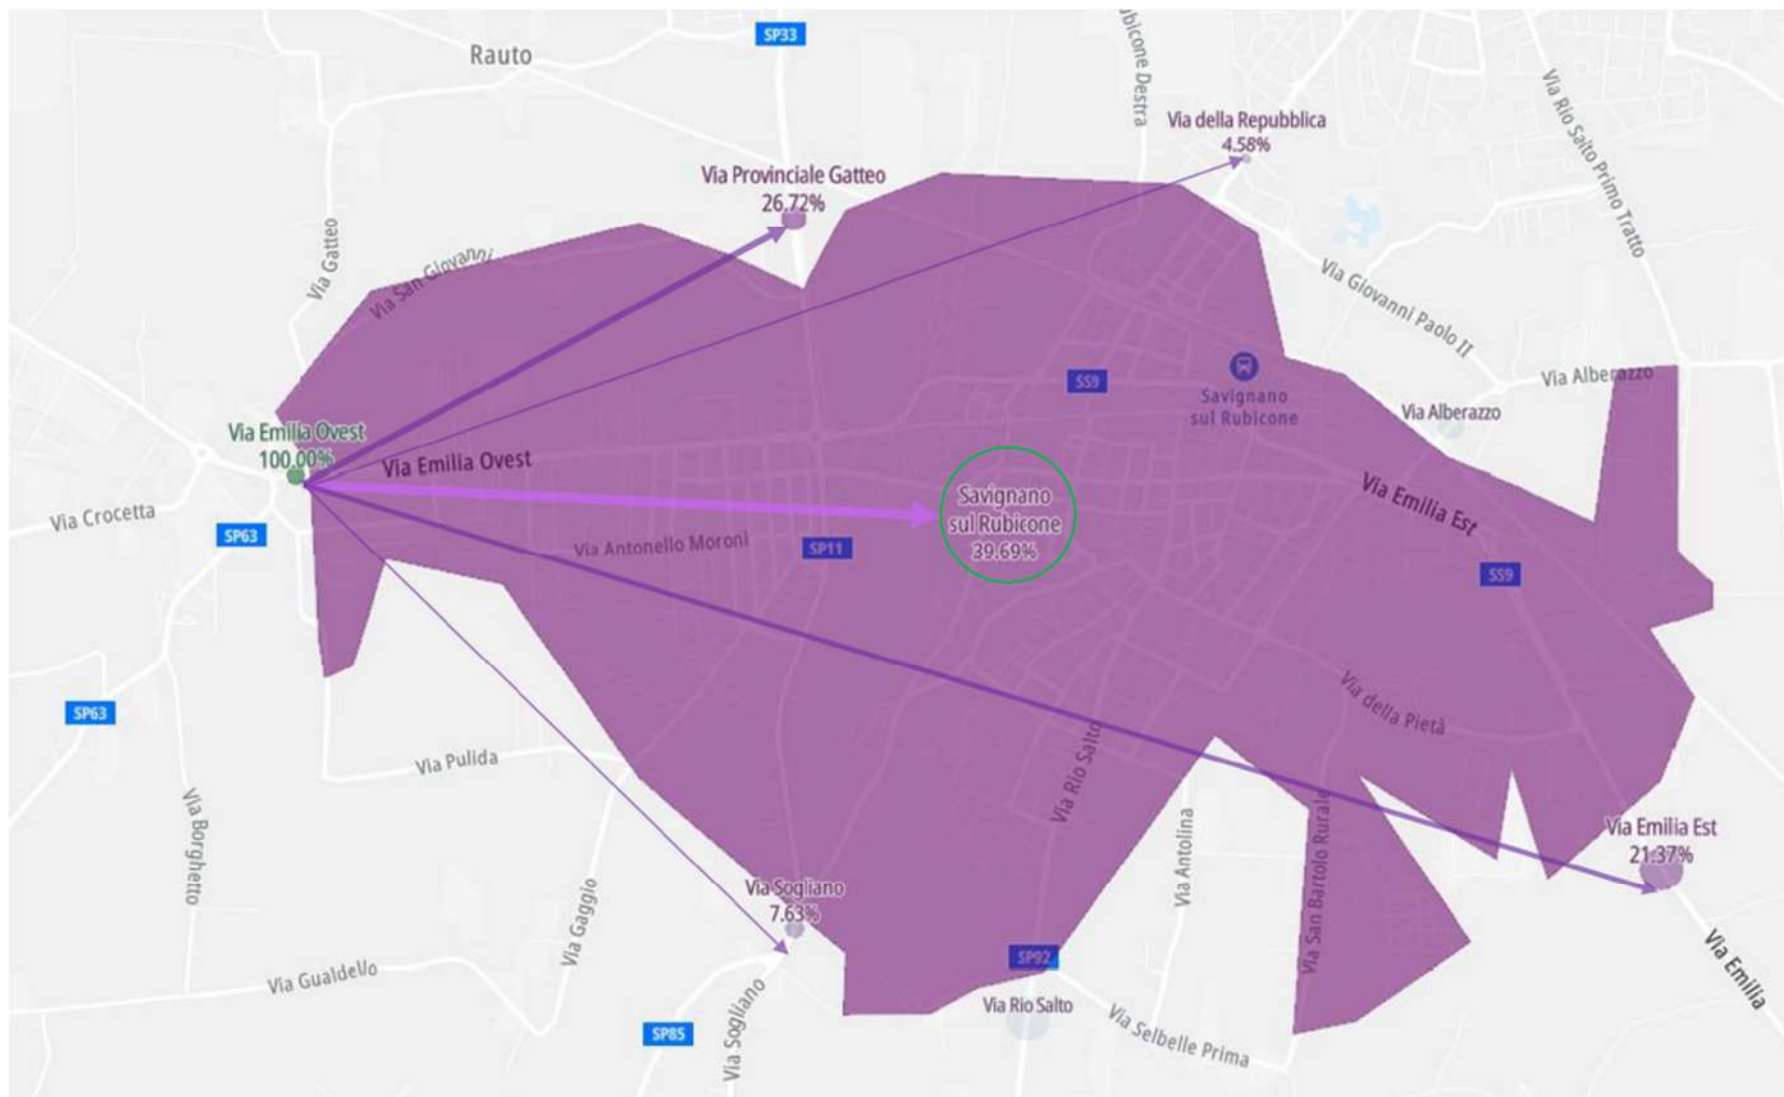 SP33
Rauto
ubicone Destra
Via Rio Salto Primo Tratto
Via della Repubblica
4.58%
Via Provinciale Gatteo
26.72%
Via Gatteo
Via San Giovanni
Via Giovanni Paolo II
SS9
Savignano
sul Rubicone
Via Alberazzo
Via Alberazzo
Via Emilia Ovest
100.00%
Via Emilia Ovest
Via Emilia Est
Savignano
sul Rubicone
39.69%
Via Crocetta
SP63
Via Antonello Moroni
SP11
SS9
SP63
Via della Pietà
Via Pulida
Via Rio Salto
Via Borghetto
Via Antolina
Via San Bartolo Rurale
Via Emilia Est
21.37%
Via Sogliano
7.63%
Via Gaggio
Via Gualdello
SP92
Via Emilia
Via Rio Salto
Via Sogliano
SP85
Via Selbelle Prima